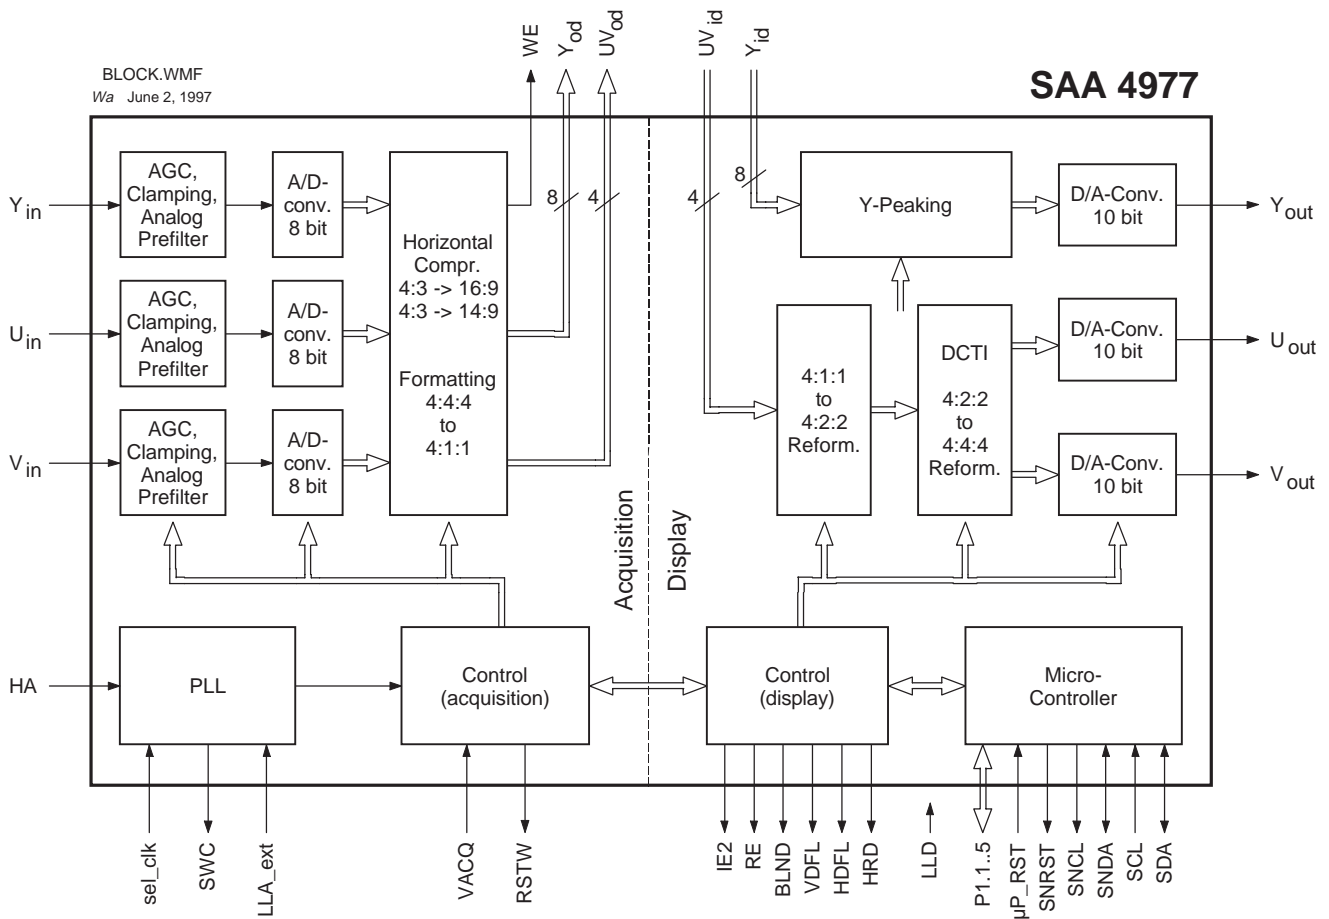 WE
Yod
UVod
UVid
Yid
BLOCK.WMF
Wa June 2, 1997
SAA 4977
Yin
AGC,
Clamping,
Analog
Prefilter
A/D-
conv.
8 bit
8
4
4
8
Y-Peaking
D/A-Conv.
10 bit
Yout
Horizontal
Compr.
4:3 -> 16:9
4:3 -> 14:9
Formatting
4:4:4
to
4:1:1
Uin
AGC,
Clamping,
Analog
Prefilter
A/D-
conv.
8 bit
4:1:1
to
4:2:2
Reform.
DCTI
4:2:2
to
4:4:4
Reform.
D/A-Conv.
10 bit
Uout
Vin
AGC,
Clamping,
Analog
Prefilter
A/D-
conv.
8 bit
D/A-Conv.
10 bit
Vout
Acquisition
Display
HA
PLL
Control
(acquisition)
Control
(display)
Micro-
Controller
sel_clk
SWC
LLA_ext
VACQ
RSTW
IE2
RE
BLND
VDFL
HDFL
HRD
LLD
P1.1..5
µP_RST
SNRST
SNCL
SNDA
SCL
SDA